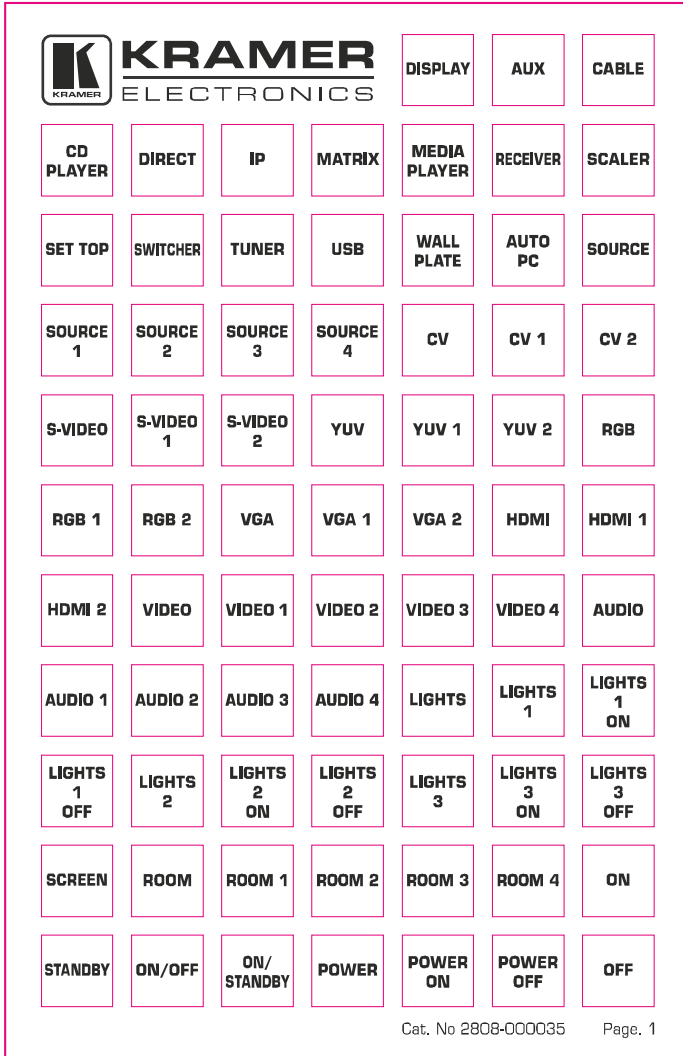 KRAMER
KRAMER
ELECTRONICS
DISPLAY
AUX
CABLE
CD
PLAYER
DIRECT
IP
MATRIX
MEDIA
PLAYER
RECEIVER
SCALER
SET TOP
SWITCHER
TUNER
USB
WALL
PLATE
AUTO
PC
SOURCE
SOURCE
1
SOURCE
2
SOURCE
3
SOURCE
4
CV
CV 1
CV 2
S-VIDEO
S-VIDEO
1
S-VIDEO
2
YUV
YUV 1
YUV 2
RGB
RGB 1
RGB 2
VGA
VGA 1
VGA 2
HDMI
HDMI 1
HDMI 2
VIDEO
VIDEO 1
VIDEO 2
VIDEO 3
VIDEO 4
AUDIO
AUDIO 1
AUDIO 2
AUDIO 3
AUDIO 4
LIGHTS
LIGHTS
1
LIGHTS
1
ON
LIGHTS
1
OFF
LIGHTS
2
LIGHTS
2
ON
LIGHTS
2
OFF
LIGHTS
3
LIGHTS
3
ON
LIGHTS
3
OFF
SCREEN
ROOM
ROOM 1
ROOM 2
ROOM 3
ROOM 4
ON
STANDBY
ON/OFF
ON/
STANDBY
POWER
POWER
ON
POWER
OFF
OFF
Cat. No 2808-000035 Page. 1